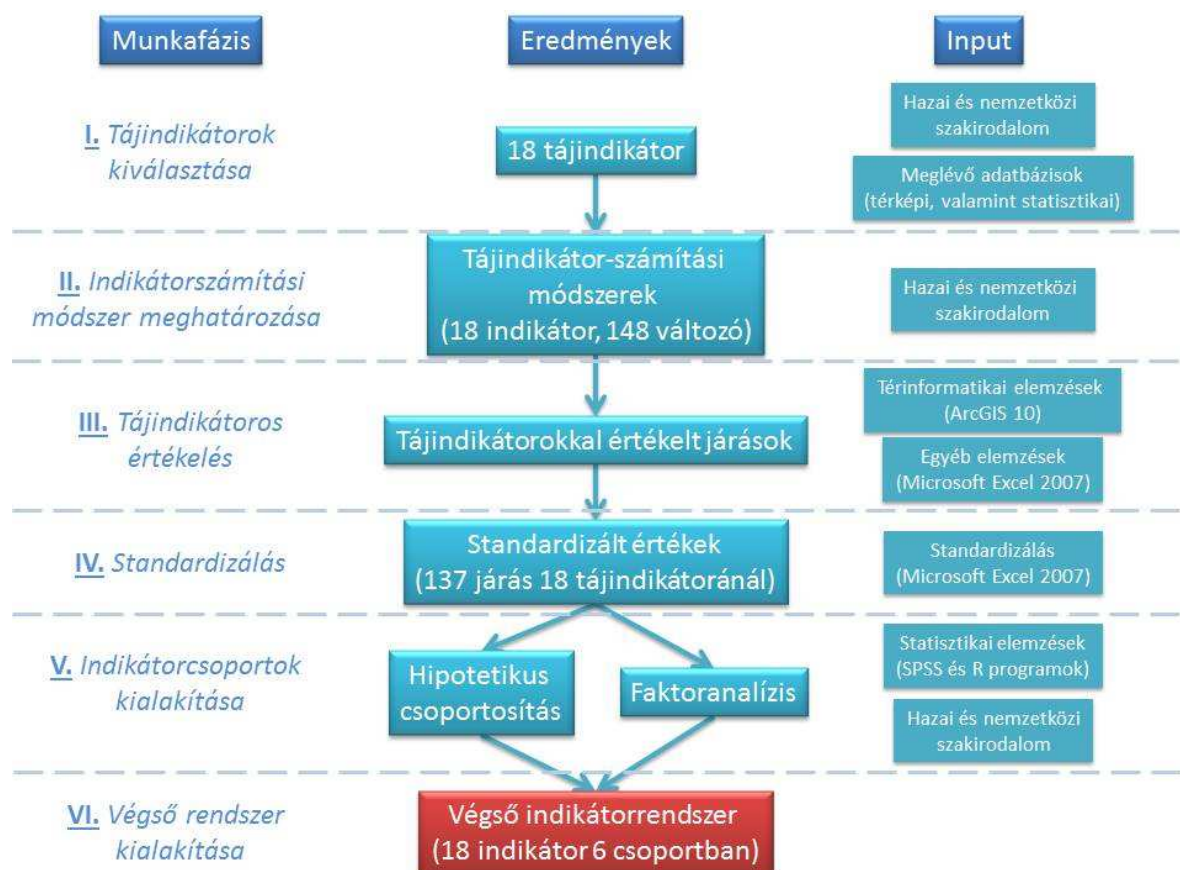 Munkafázis
Eredmények
Input
I. Tájindikátorok
kiválasztása
18 tájindikátor
Hazai és nemzetközi
szakirodalom
Meglévő adatbázisok
(térképi, valamint statisztikai)
II. Indikátorszámítási
módszer meghatározása
Tájindikátor-számítási
módszerek
(18 indikátor, 148 változó)
Hazai és nemzetközi
szakirodalom
III. Tájindikátoros
értékelés
Tájindikátorokkal értékelt járások
Térinformatikai elemzések
(ArcGIS 10)
Egyéb elemzések
(Microsoft Excel 2007)
IV. Standardizálás
Standardizált értékek
(137 járás 18 tájindikátoránál)
Standardizálás
(Microsoft Excel 2007)
V. Indikátorcsoportok
kialakítása
Hipotetikus
csoportosítás
Faktoranalízis
Statisztikai elemzések
(SPSS és R programok)
Hazai és nemzetközi
szakirodalom
VI. Végső rendszer
kialakítása
Végső indikátorrendszer
(18 indikátor 6 csoportban)